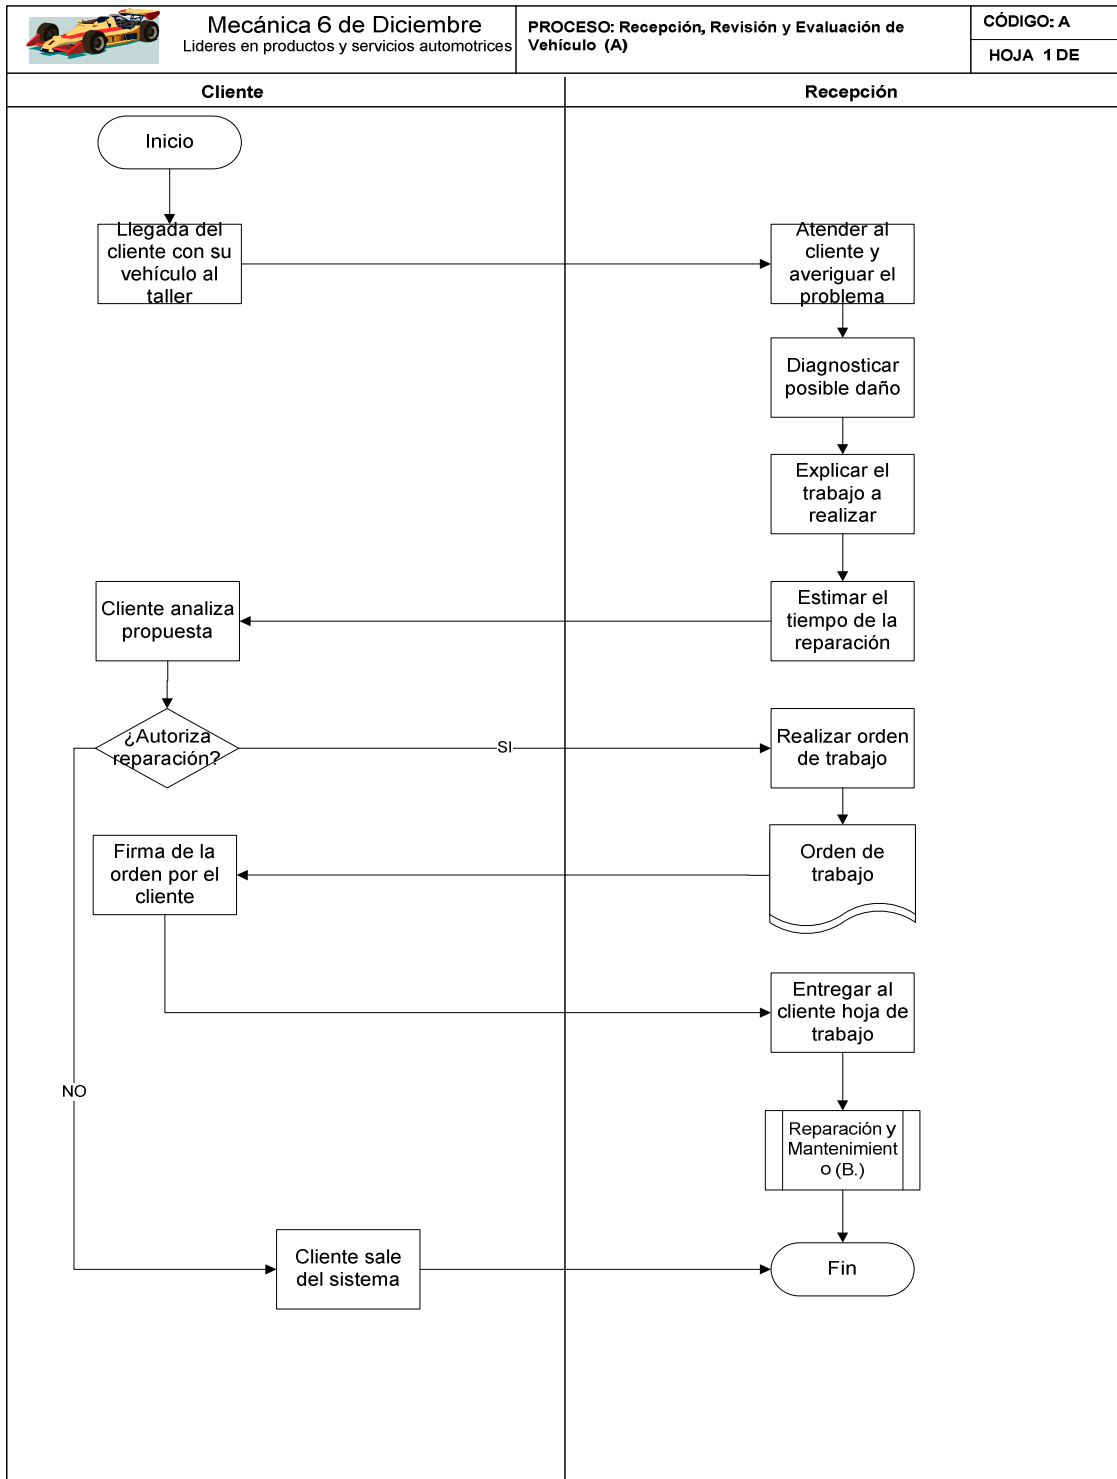 Mecánica 6 de Diciembre
Lideres en productos y servicios automotrices
PROCESO: Recepción, Revisión y Evaluación de
Vehículo (A)
CÓDIGO: A
HOJA 1 DE
Cliente
Recepción
Inicio
Llegada del
cliente con su
vehículo al
taller
Atender al
cliente y
averiguar el
problema
Diagnosticar
posible daño
Explicar el
trabajo a
realizar
Estimar el
tiempo de la
reparación
Cliente analiza
propuesta
¿Autoriza
reparación?
SI
Realizar orden
de trabajo
Orden de
trabajo
Firma de la
orden por el
cliente
Entregar al
cliente hoja de
trabajo
NO
Reparación y
Mantenimient
o (B.)
Cliente sale
del sistema
Fin